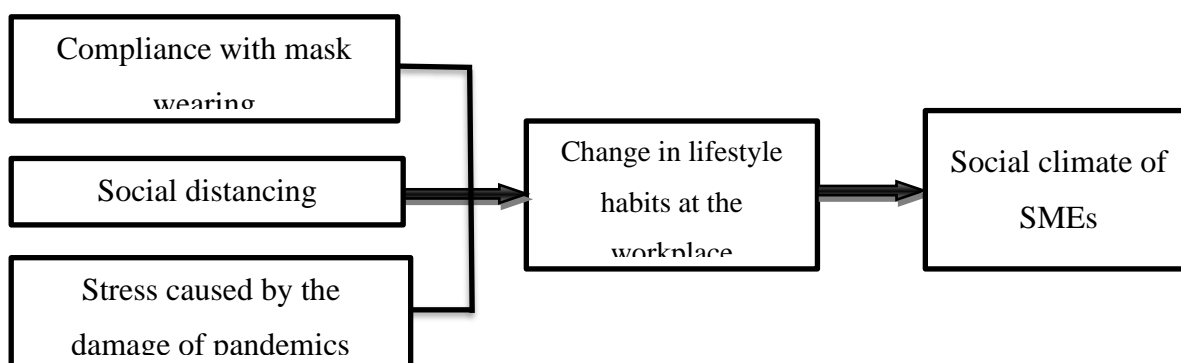 Compliance with mask
wearing
Social distancing
Stress caused by the
damage of pandemics
Change in lifestyle
habits at the
workplace
Social climate of
SMEs